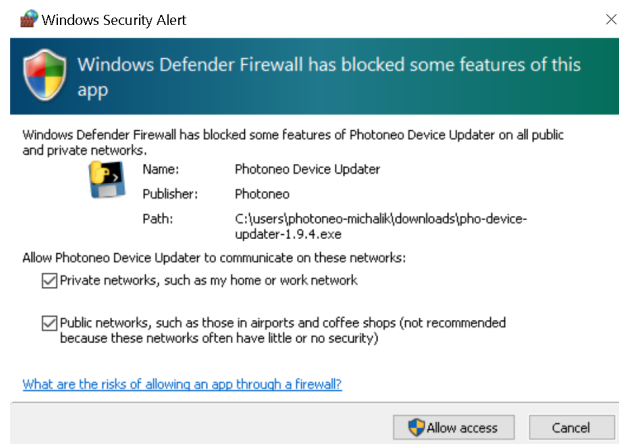 Windows Security Alert
Windows Defender Firewall has blocked some features of this
app
Windows Defender Firewall has blocked some features of Photoneo Device Updater on all public
and private networks.
Name: Photoneo Device Updater
Publisher: Photoneo
Path: C:\users\photoneo-michalik\downloads\pho-device-
updater-1.9.4.exe
Allow Photoneo Device Updater to communicate on these networks:
Private networks, such as my home or work network
Public networks, such as those in airports and coffee shops (not recommended
because these networks often have little or no security)
What are the risks of allowing an app through a firewall?
Allow access Cancel